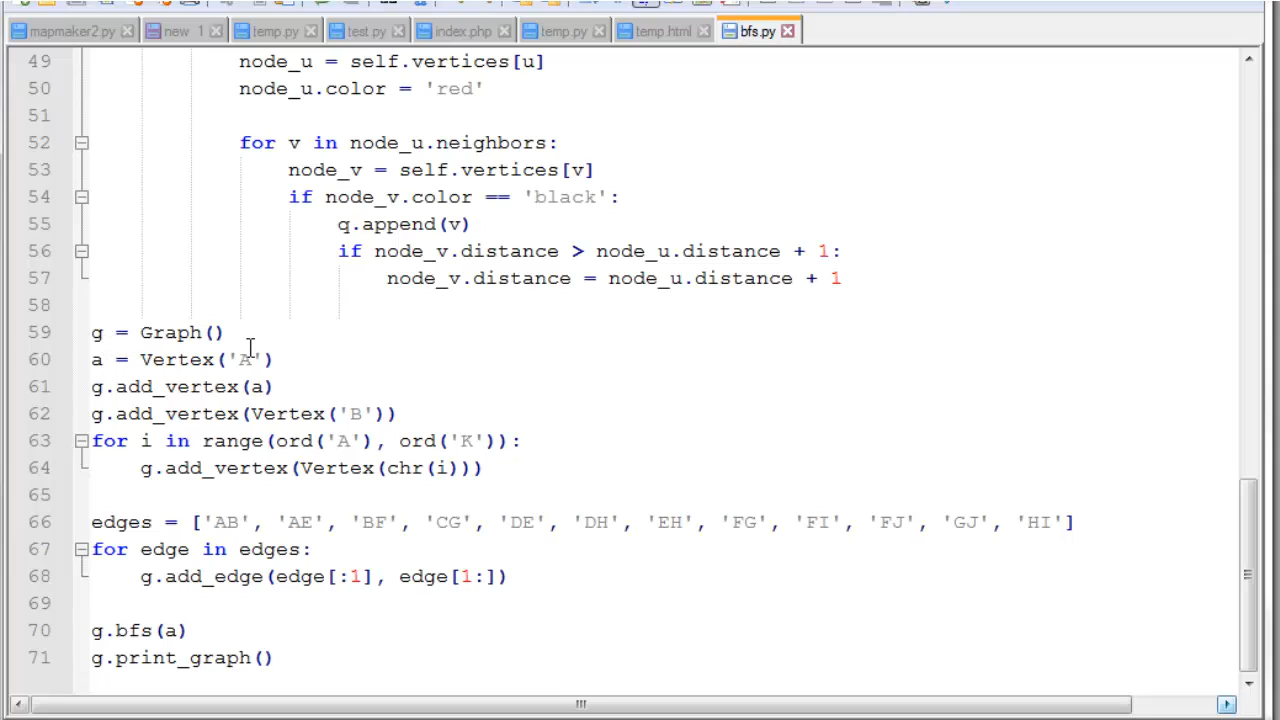 mapmaker2.py new 1 temp.py test.py index.php temp.py temp.html bfs.py
49 node_u = self.vertices[u]
50 node_u.color = 'red'
51
52 for v in node_u.neighbors:
53 node_v = self.vertices[v]
54 if node_v.color == 'black':
55 q.append(v)
56 if node_v.distance > node_u.distance + 1:
57 node_v.distance = node_u.distance + 1
58
59 g = Graph()
60 a = Vertex('A')
61 g.add_vertex(a)
62 g.add_vertex(Vertex('B'))
63 for i in range(ord('A'), ord('K')):
64 g.add_vertex(Vertex(chr(i)))
65
66 edges = ['AB', 'AE', 'BF', 'CG', 'DE', 'DH', 'EH', 'FG', 'FI', 'FJ', 'GJ', 'HI']
67 for edge in edges:
68 g.add_edge(edge[:1], edge[1:])
69
70 g.bfs(a)
71 g.print_graph()